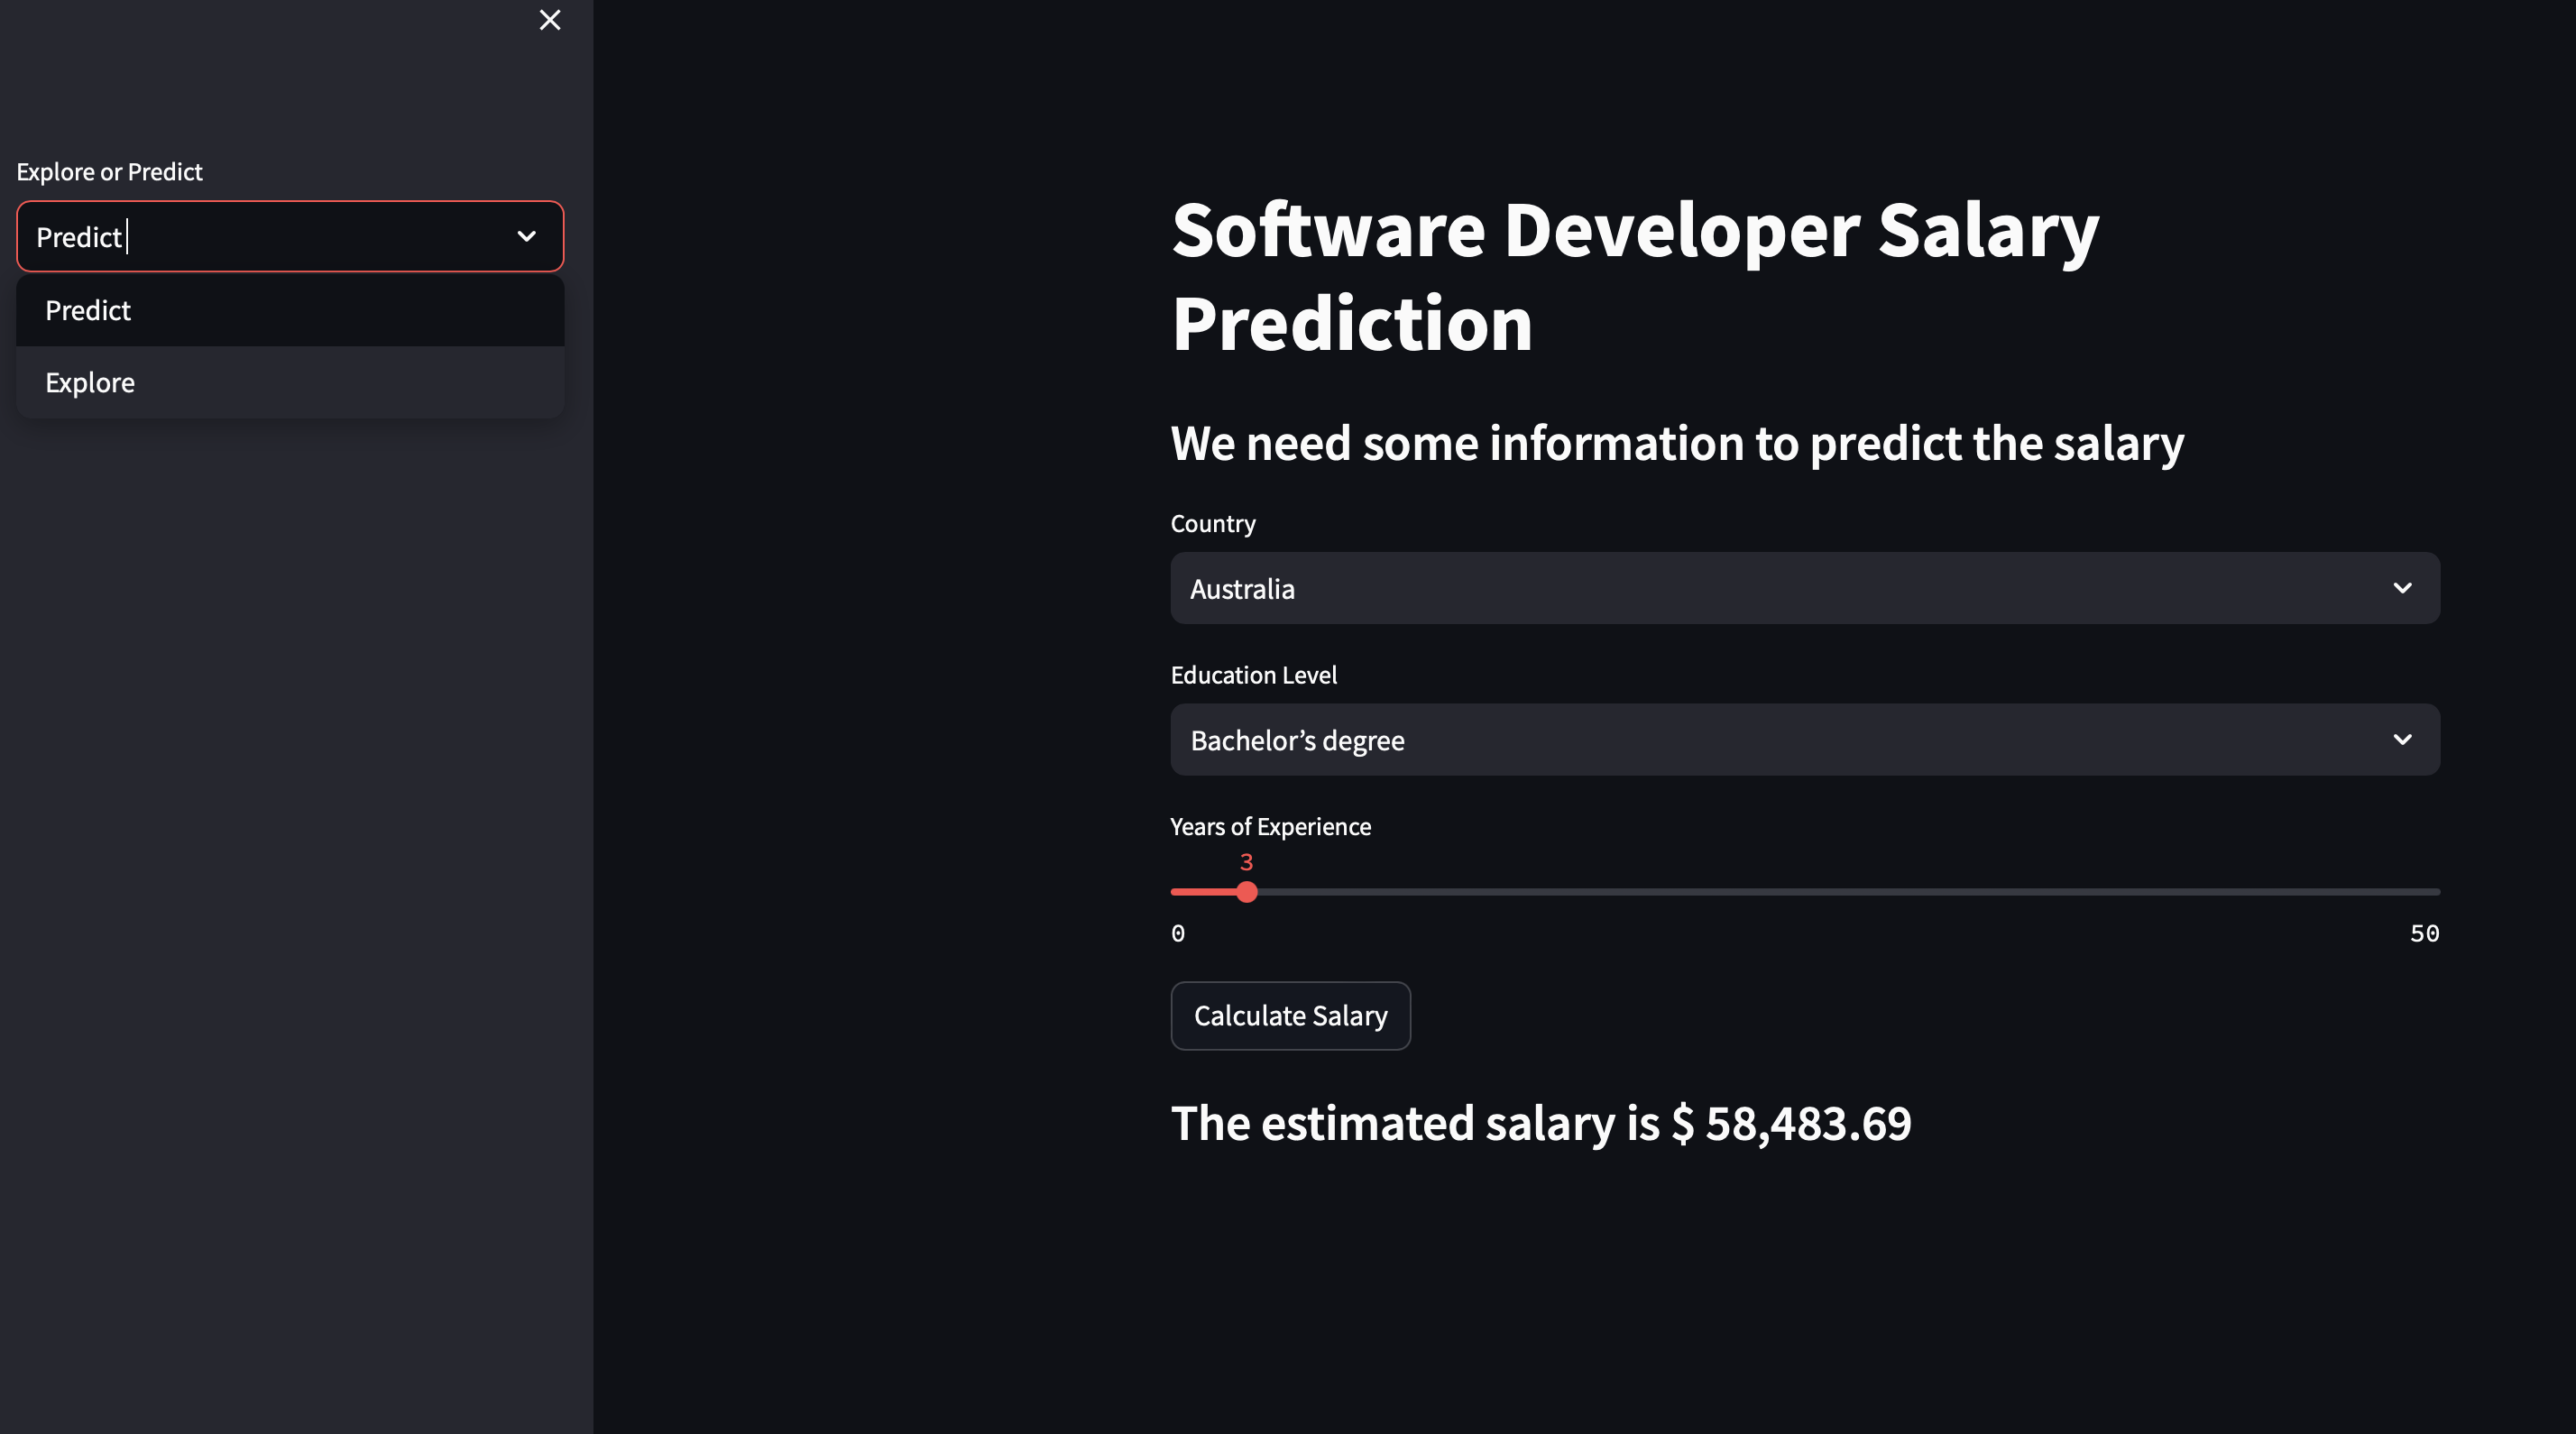 Explore or Predict
Predict
Predict
Explore
Software Developer Salary
Prediction
We need some information to predict the salary
Country
Australia
Education Level
Bachelor’s degree
Years of Experience
3
0 50
Calculate Salary
The estimated salary is $ 58,483.69